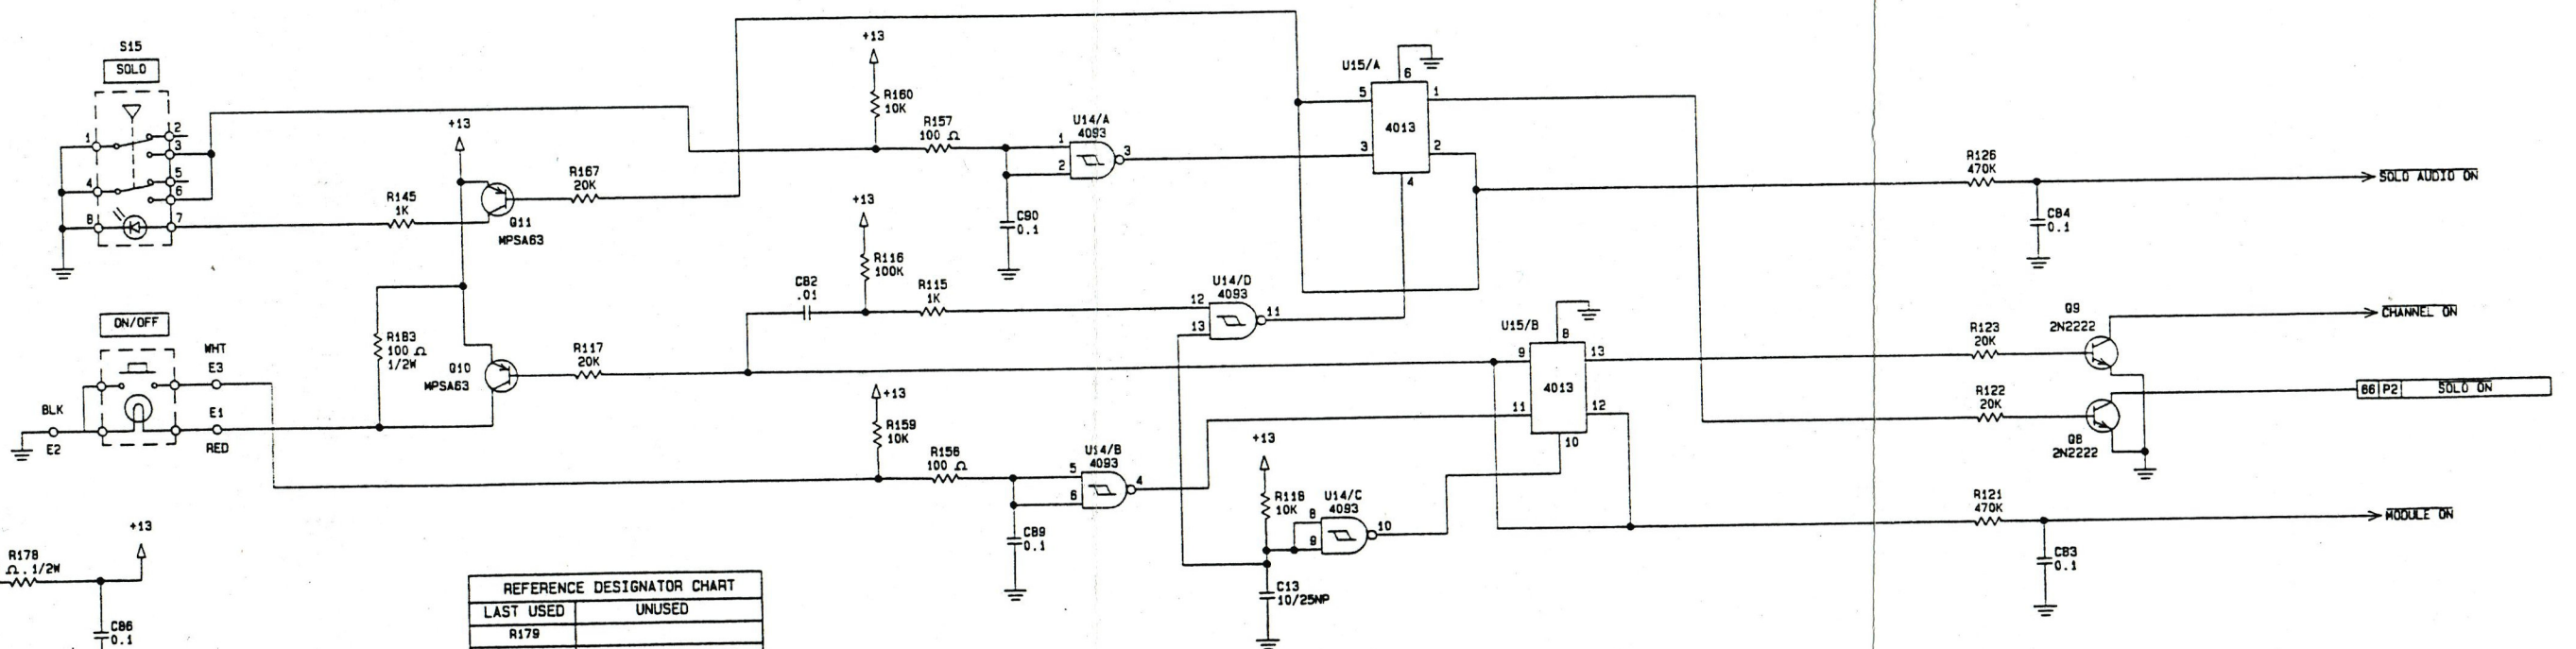 S15
SOLO
1
2
3
4
5
6
8
7
+13
R145
1K
Q11
MPSA63
R167
20K
+13
R160
10K
R157
100 Ω
U14/A
4093
1
2
3
C90
0.1
U15/A
6
5
1
4013
3
2
4
R126
470K
SOLO AUDIO ON
C84
0.1
+13
R116
100K
C82
.01
R115
1K
U14/D
4093
12
13
11
ON/OFF
WHT
E3
BLK
E2
E1
RED
R183
100 Ω
1/2W
Q10
MPSA63
R117
20K
+13
R159
10K
R156
100 Ω
U14/B
4093
5
6
4
C89
0.1
U15/B
8
9
13
4013
11
12
10
+13
R118
10K
U14/C
4093
8
9
10
C13
10/25NP
Q9
2N2222
R123
20K
CHANNEL ON
R122
20K
66 P2 SOLO ON
Q8
2N2222
R121
470K
MODULE ON
C83
0.1
+13
R178
Ω. 1/2W
C86
0.1
REFERENCE DESIGNATOR CHART
LAST USED UNUSED
R179